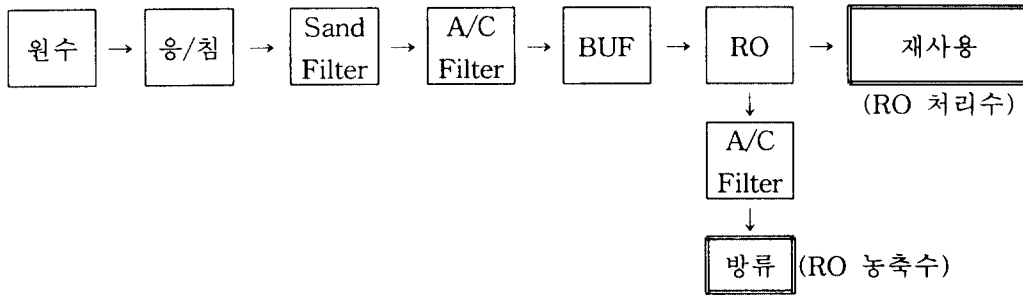 원수 → 응/침 → Sand Filter → A/C Filter → BUF → RO → 재사용
(RO 처리수)
↓
A/C
Filter
↓
방류 (RO 농축수)